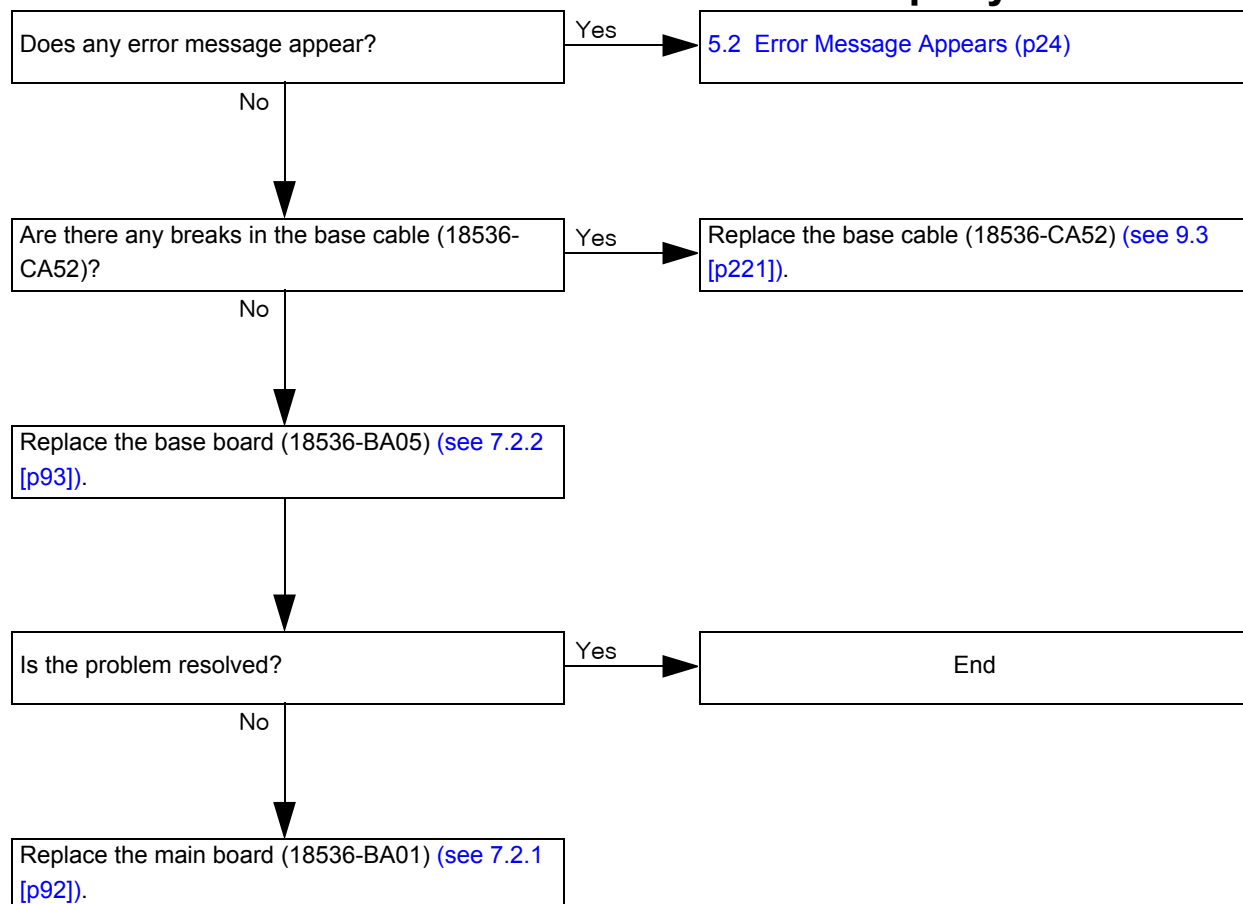 Does any error message appear?
Yes
5.2 Error Message Appears (p24)
No
Are there any breaks in the base cable (18536-
CA52)?
Yes
Replace the base cable (18536-CA52) (see 9.3
[p221]).
No
Replace the base board (18536-BA05) (see 7.2.2
[p93]).
Is the problem resolved?
Yes
End
No
Replace the main board (18536-BA01) (see 7.2.1
[p92]).